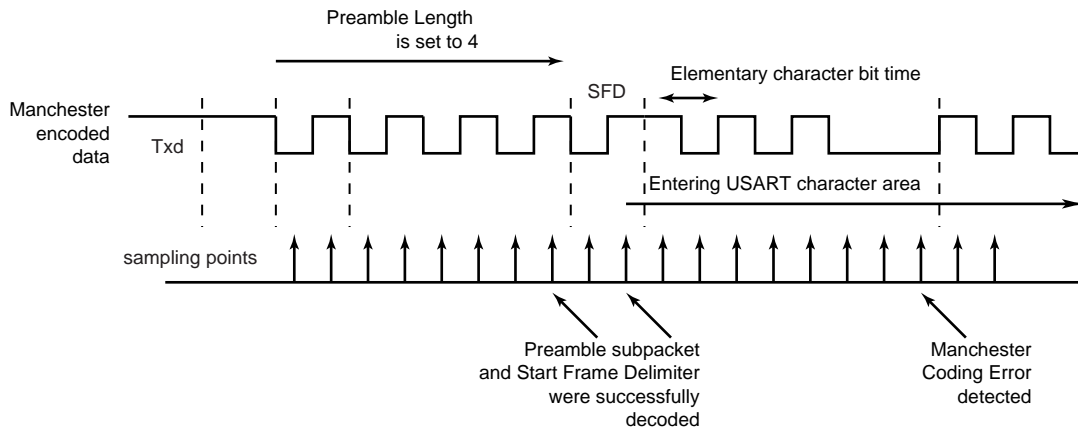 Preamble Length
is set to 4
SFD
Elementary character bit time
Manchester
encoded
data
Txd
Entering USART character area
sampling points
Preamble subpacket
and Start Frame Delimiter
were successfully
decoded
Manchester
Coding Error
detected